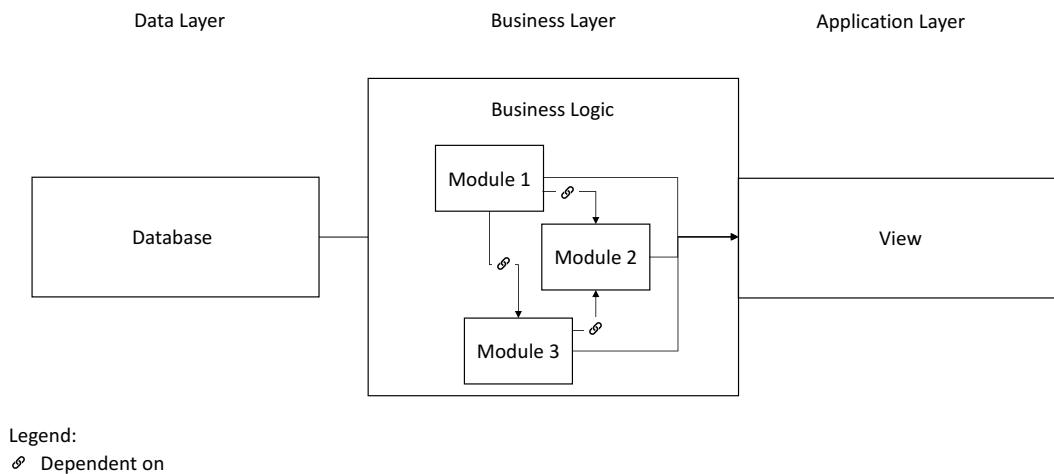 Data Layer
Business Layer
Application Layer
Business Logic
Module 1
Database
Module 2
View
Module 3
Legend:
Dependent on